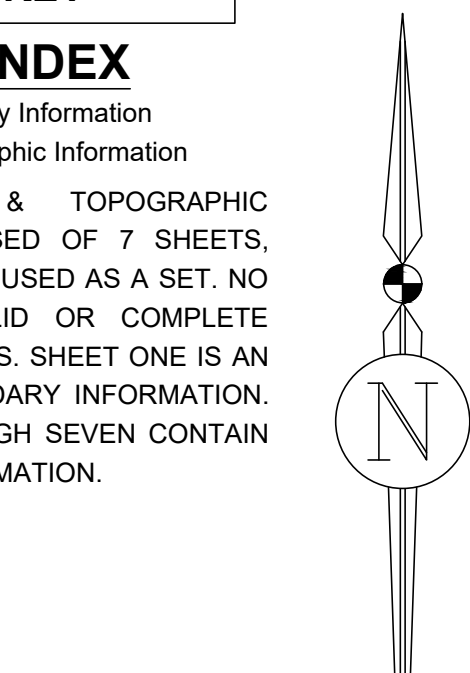 NDEX
y Information
phic Information
& TOPOGRAPHIC
SED OF 7 SHEETS,
USED AS A SET. NO
LID OR COMPLETE
S. SHEET ONE IS AN
DARY INFORMATION.
GH SEVEN CONTAIN
MATION.
N